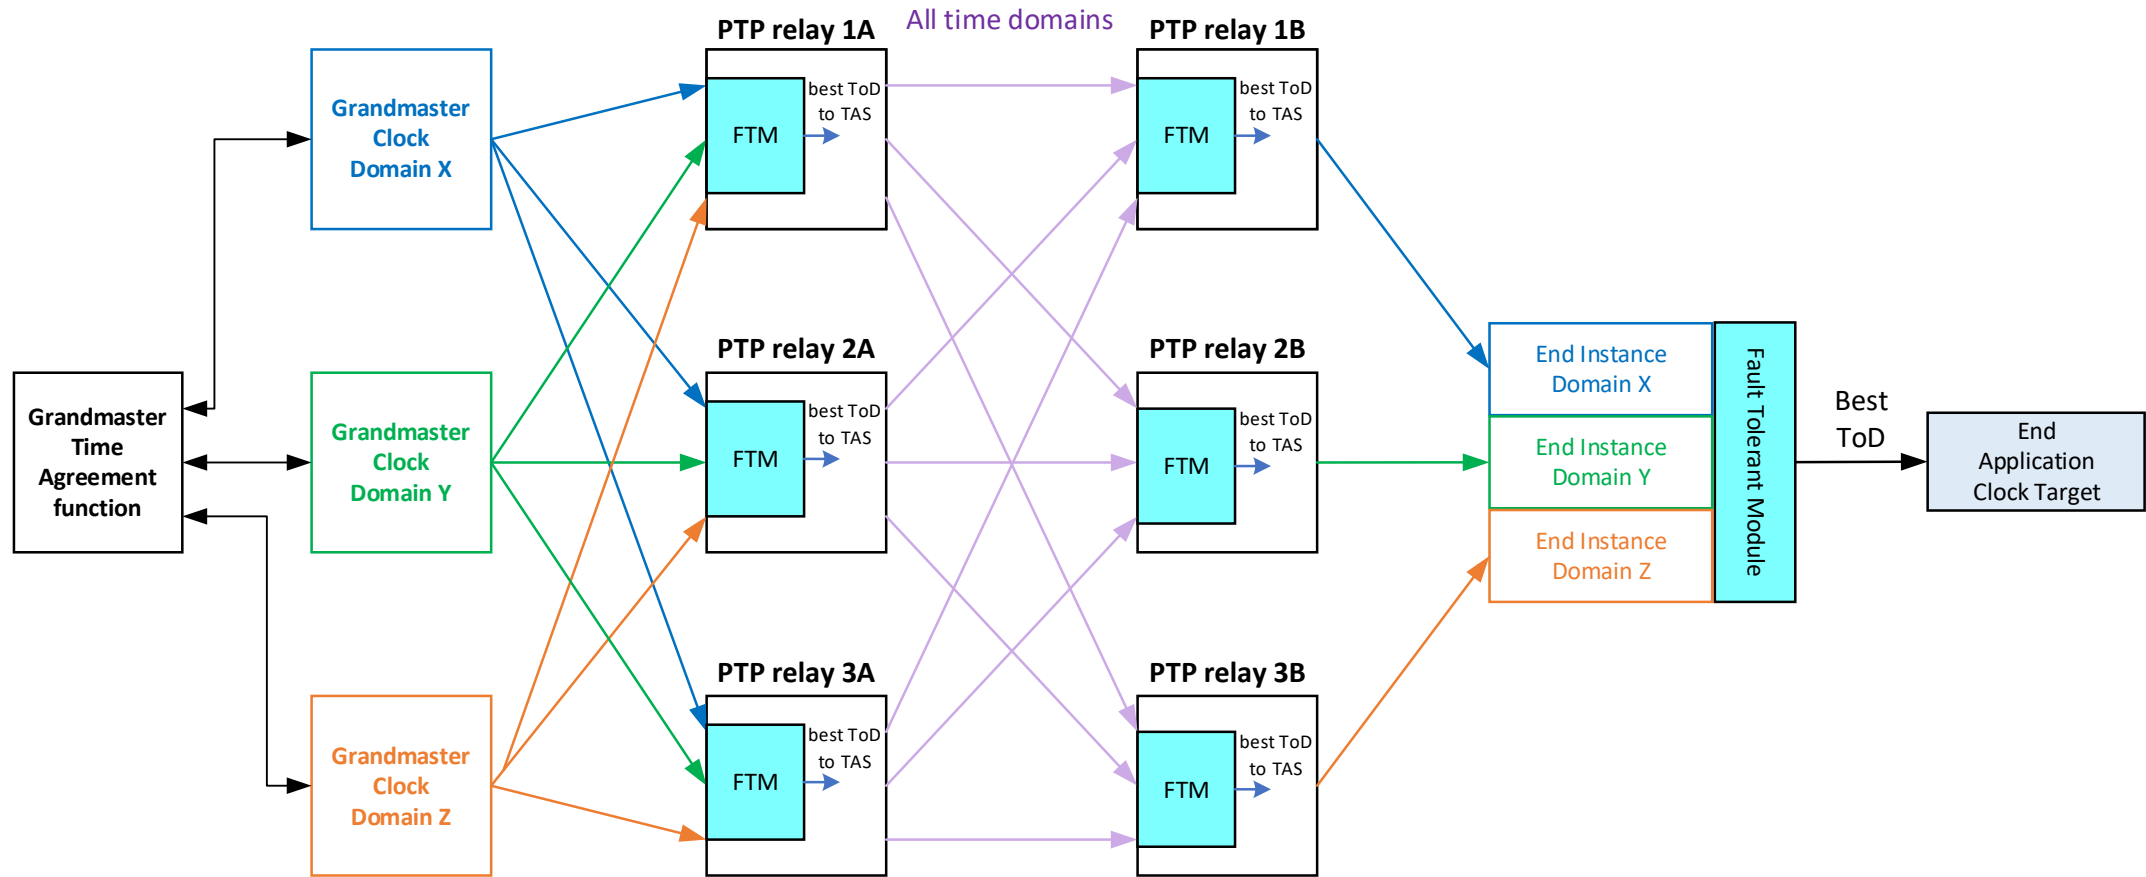 All time domains
PTP relay 1A
PTP relay 1B
Grandmaster
Clock
Domain X
FTM
best ToD
to TAS
FTM
best ToD
to TAS
PTP relay 2A
PTP relay 2B
Grandmaster
Time
Agreement
function
Grandmaster
Clock
Domain Y
FTM
best ToD
to TAS
FTM
best ToD
to TAS
End Instance
Domain X
End Instance
Domain Y
End Instance
Domain Z
Fault Tolerant Module
Best
ToD
End
Application
Clock Target
PTP relay 3A
PTP relay 3B
Grandmaster
Clock
Domain Z
FTM
best ToD
to TAS
FTM
best ToD
to TAS